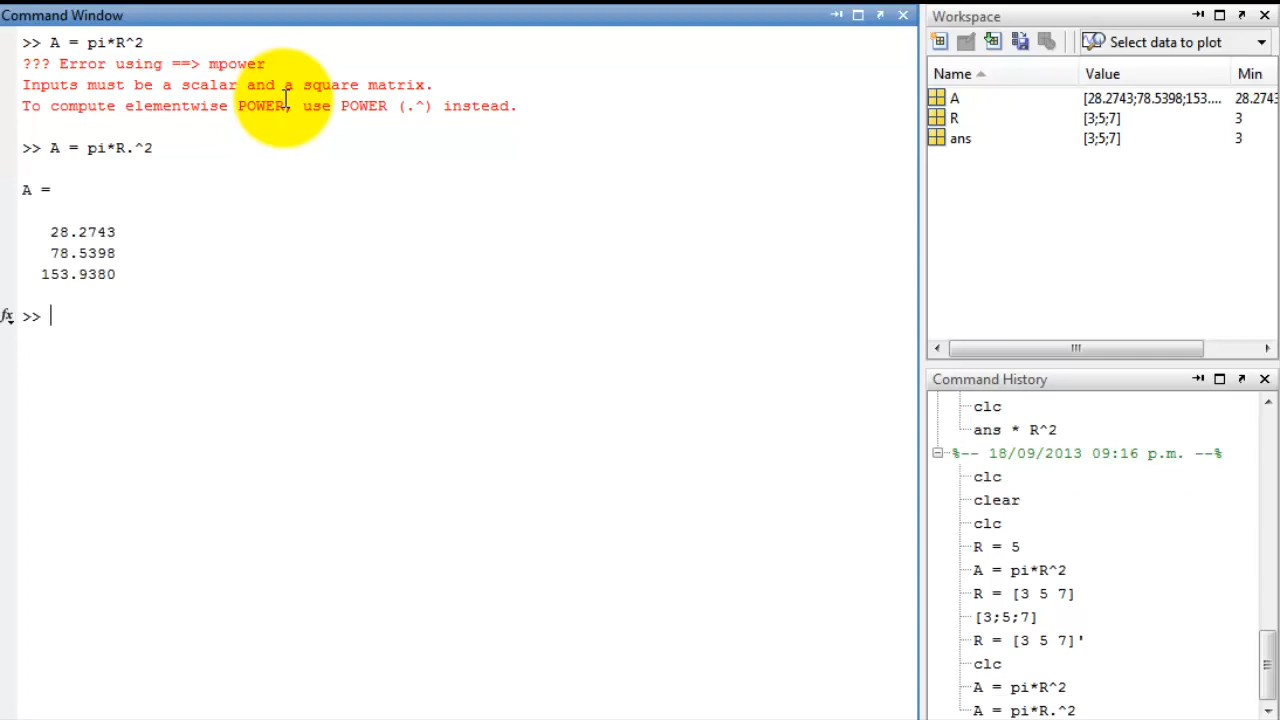 Command Window
>> A = pi*R^2
??? Error using ==> mpower
Inputs must be a scalar and a square matrix.
To compute elementwise POWER, use POWER (.^) instead.
>> A = pi*R.^2
A =
28.2743
78.5398
153.9380
fx >>
Workspace
Select data to plot
Name Value Min
A [28.2743;78.5398;153.... 28.2743
R [3;5;7] 3
ans [3;5;7] 3
Command History
clc
ans * R^2
%-- 18/09/2013 09:16 p.m. --%
clc
clear
clc
R = 5
A = pi*R^2
R = [3 5 7]
[3;5;7]
R = [3 5 7]'
clc
A = pi*R^2
A = pi*R.^2